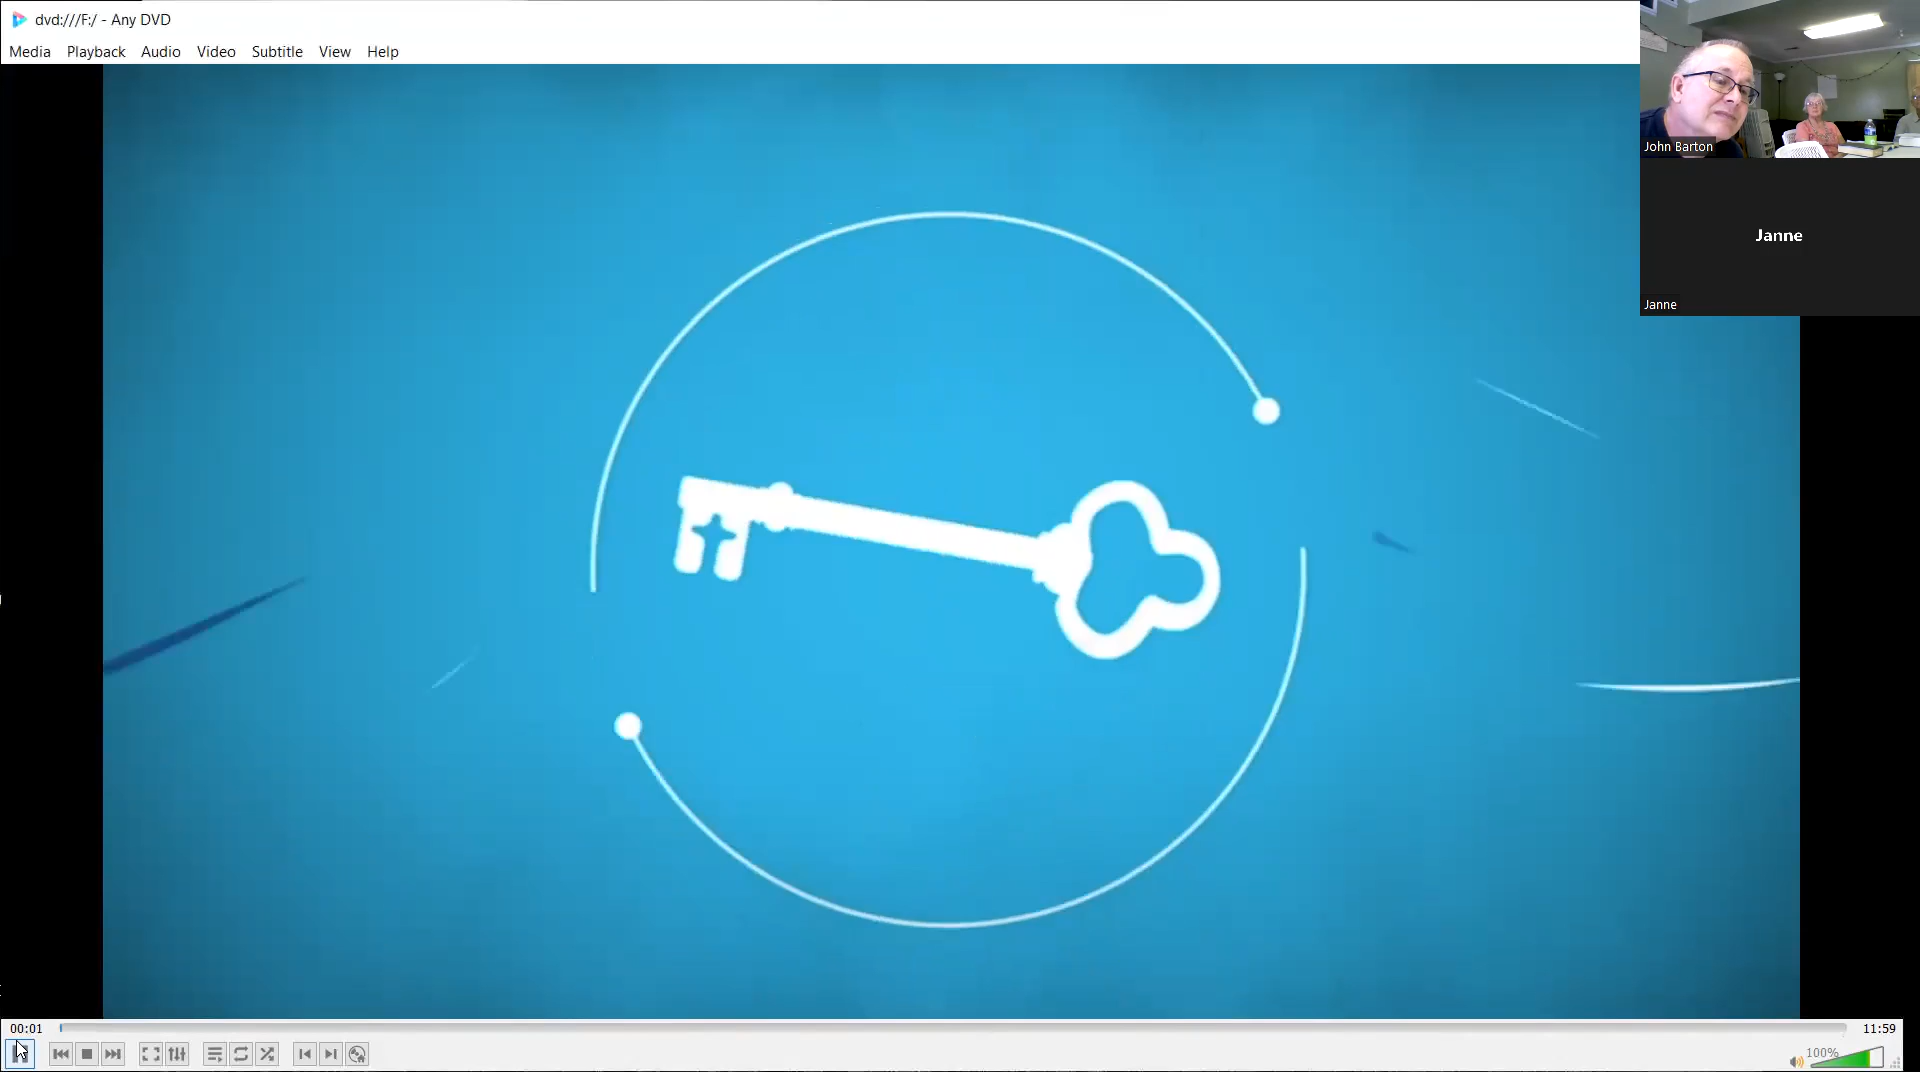 dvd:///F:/ - Any DVD
Media Playback Audio Video Subtitle View Help
John Barton
Janne
Janne
00:01
11:59
100%